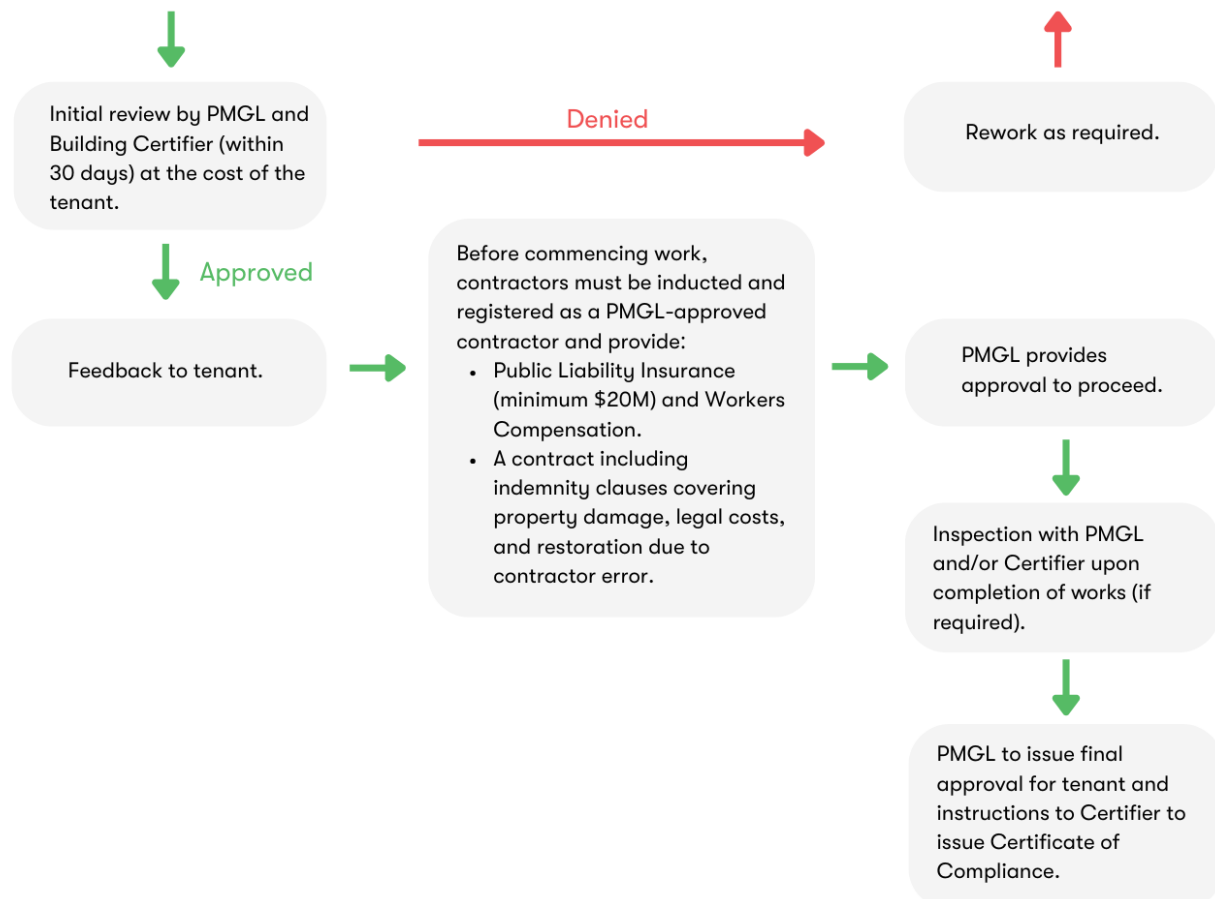 Initial review by PMGL and
Building Certifier (within
30 days) at the cost of the
tenant.
Denied
Rework as required.
Approved
Feedback to tenant.
Before commencing work,
contractors must be inducted and
registered as a PMGL-approved
contractor and provide:
• Public Liability Insurance
(minimum $20M) and Workers
Compensation.
• A contract including
indemnity clauses covering
property damage, legal costs,
and restoration due to
contractor error.
PMGL provides
approval to proceed.
Inspection with PMGL
and/or Certifier upon
completion of works (if
required).
PMGL to issue final
approval for tenant and
instructions to Certifier to
issue Certificate of
Compliance.